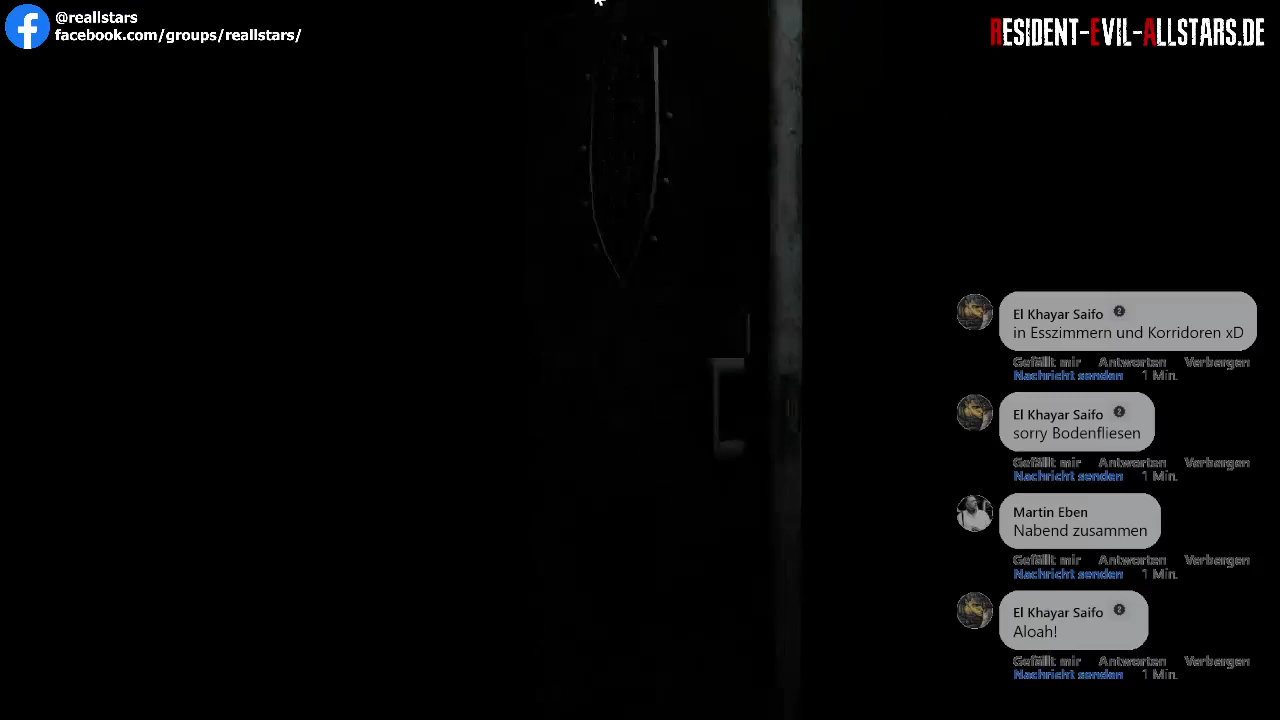 @reallstars
facebook.com/groups/reallstars/
RESIDENT-EVIL-ALLSTARS.DE
El Khayar Saifo
in Esszimmern und Korridoren xD
Gefällt mir Antworten Verbergen
Nachricht senden 1 Min.
El Khayar Saifo
sorry Bodenfliesen
Gefällt mir Antworten Verbergen
Nachricht senden 1 Min.
Martin Eben
Nabend zusammen
Gefällt mir Antworten Verbergen
Nachricht senden 1 Min.
El Khayar Saifo
Aloah!
Gefällt mir Antworten Verbergen
Nachricht senden 1 Min.